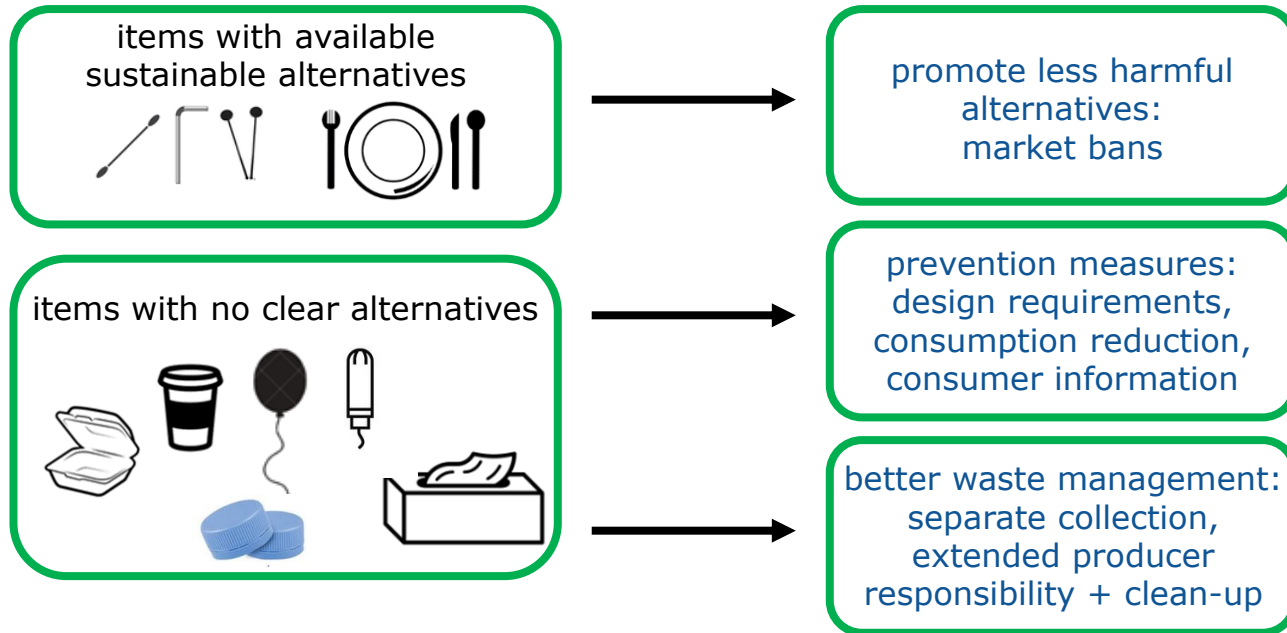 items with available
sustainable alternatives
promote less harmful
alternatives:
market bans
items with no clear alternatives
prevention measures:
design requirements,
consumption reduction,
consumer information
better waste management:
separate collection,
extended producer
responsibility + clean-up